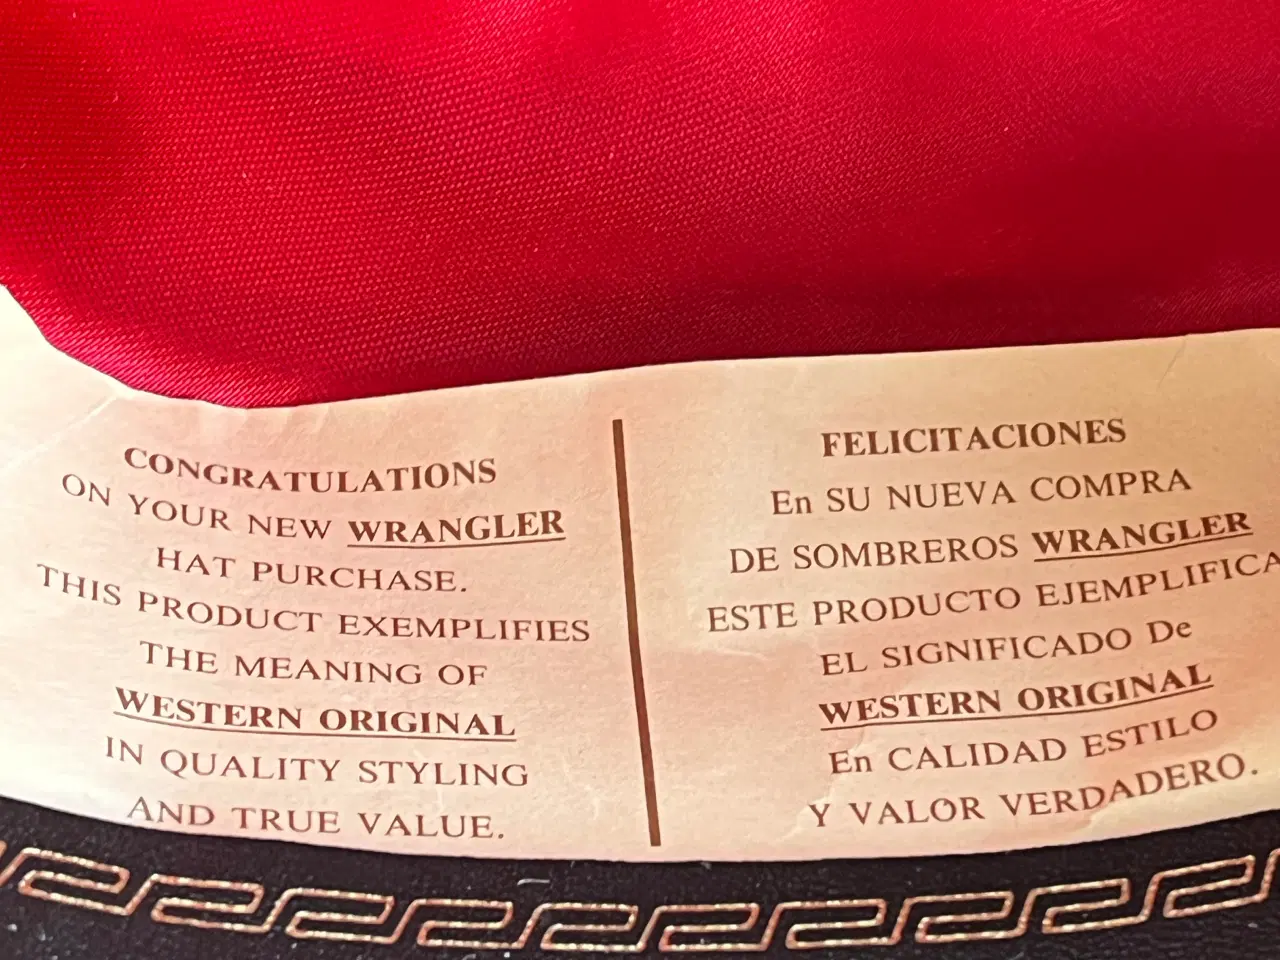 CONGRATULATIONS
ON YOUR NEW WRANGLER
HAT PURCHASE.
THIS PRODUCT EXEMPLIFIES
THE MEANING OF
WESTERN ORIGINAL
IN QUALITY STYLING
AND TRUE VALUE.
FELICITACIONES
En SU NUEVA COMPRA
DE SOMBREROS WRANGLER
ESTE PRODUCTO EJEMPLIFICA
EL SIGNIFICADO De
WESTERN ORIGINAL
En CALIDAD ESTILO
Y VALOR VERDADERO.